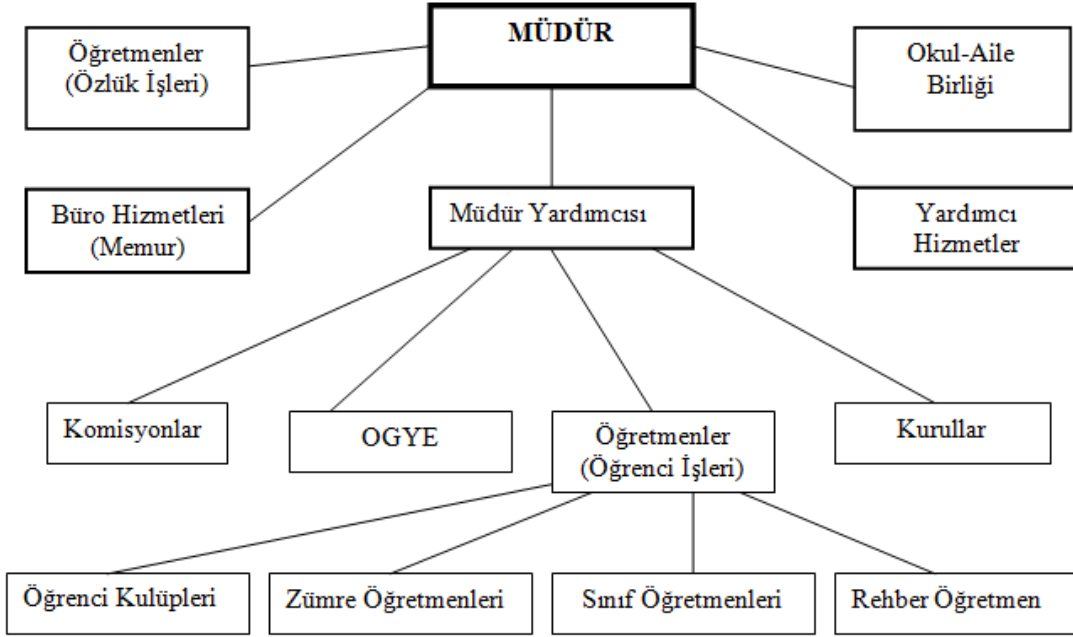 MÜDÜR
Öğretmenler
(Özlük İşleri)
Okul-Aile
Birliği
Büro Hizmetleri
(Memur)
Müdür Yardımcısı
Yardımcı
Hizmetler
Komisyonlar
OGYE
Öğretmenler
(Öğrenci İşleri)
Kurullar
Öğrenci Kulüpleri
Zümre Öğretmenleri
Sınıf Öğretmenleri
Rehber Öğretmen